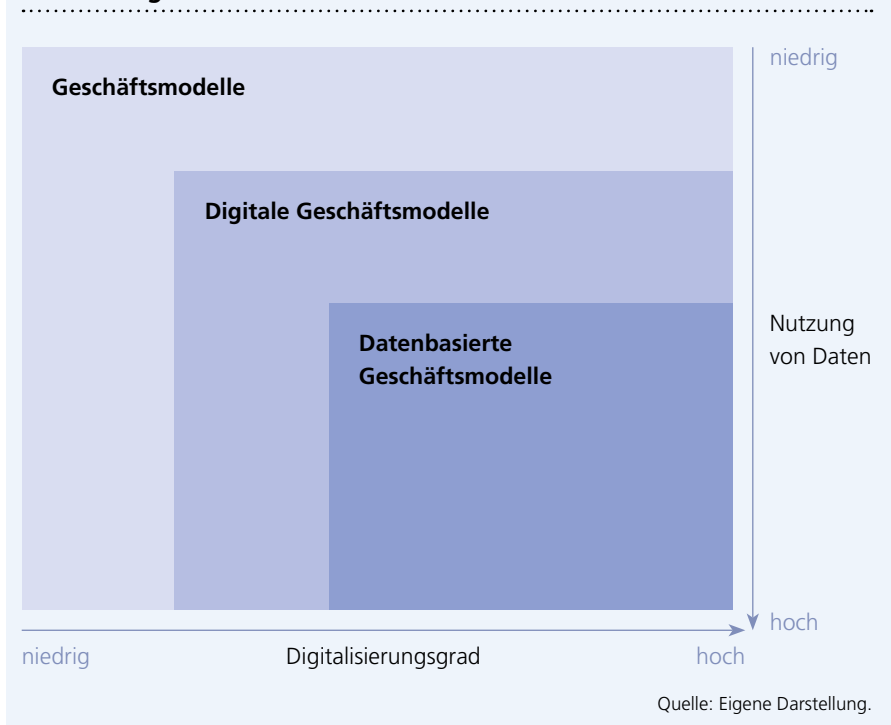 Geschäftsmodelle
niedrig
Digitale Geschäftsmodelle
Datenbasierte
Geschäftsmodelle
Nutzung
von Daten
hoch
niedrig
Digitalisierungsgrad
hoch
Quelle: Eigene Darstellung.